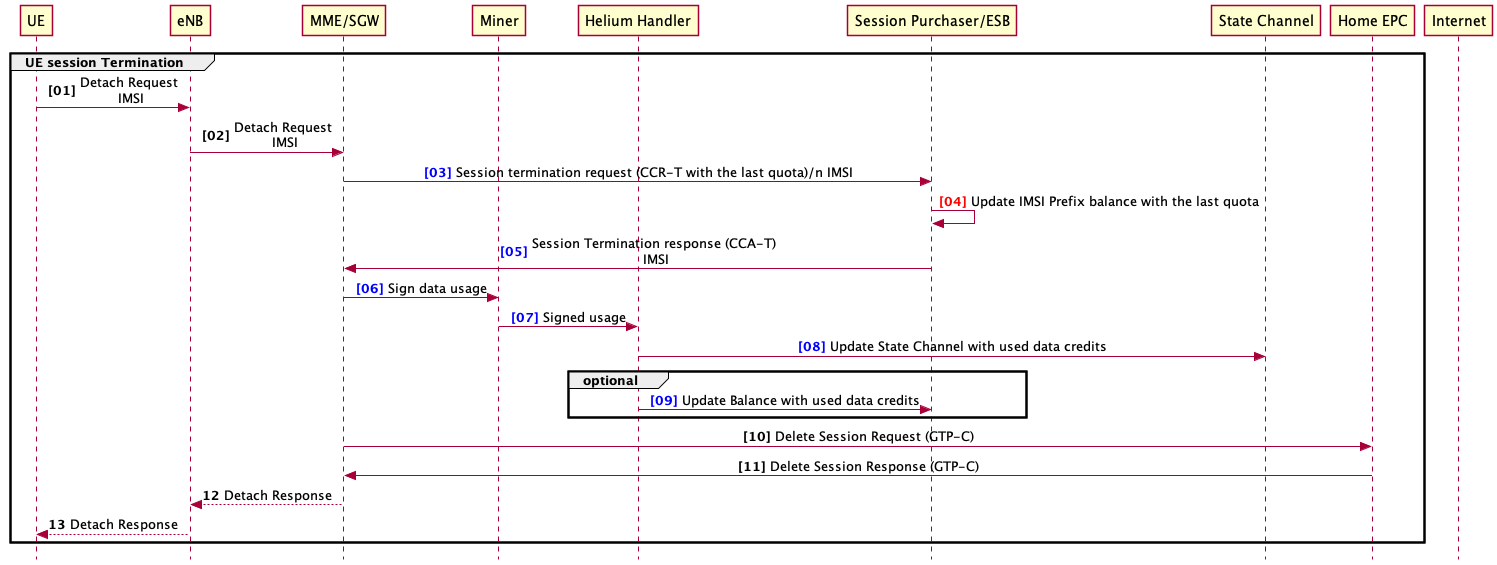 UE eNB MME/SGW Miner Helium Handler Session Purchaser/ESB State Channel Home EPC Internet
UE session Termination
[01] Detach Request
IMSI
[02] Detach Request
IMSI
[03] Session termination request (CCR-T with the last quota)/n IMSI
[04] Update IMSI Prefix balance with the last quota
[05] Session Termination response (CCA-T)
IMSI
[06] Sign data usage
[07] Signed usage
[08] Update State Channel with used data credits
optional
[09] Update Balance with used data credits
[10] Delete Session Request (GTP-C)
[11] Delete Session Response (GTP-C)
12 Detach Response
13 Detach Response